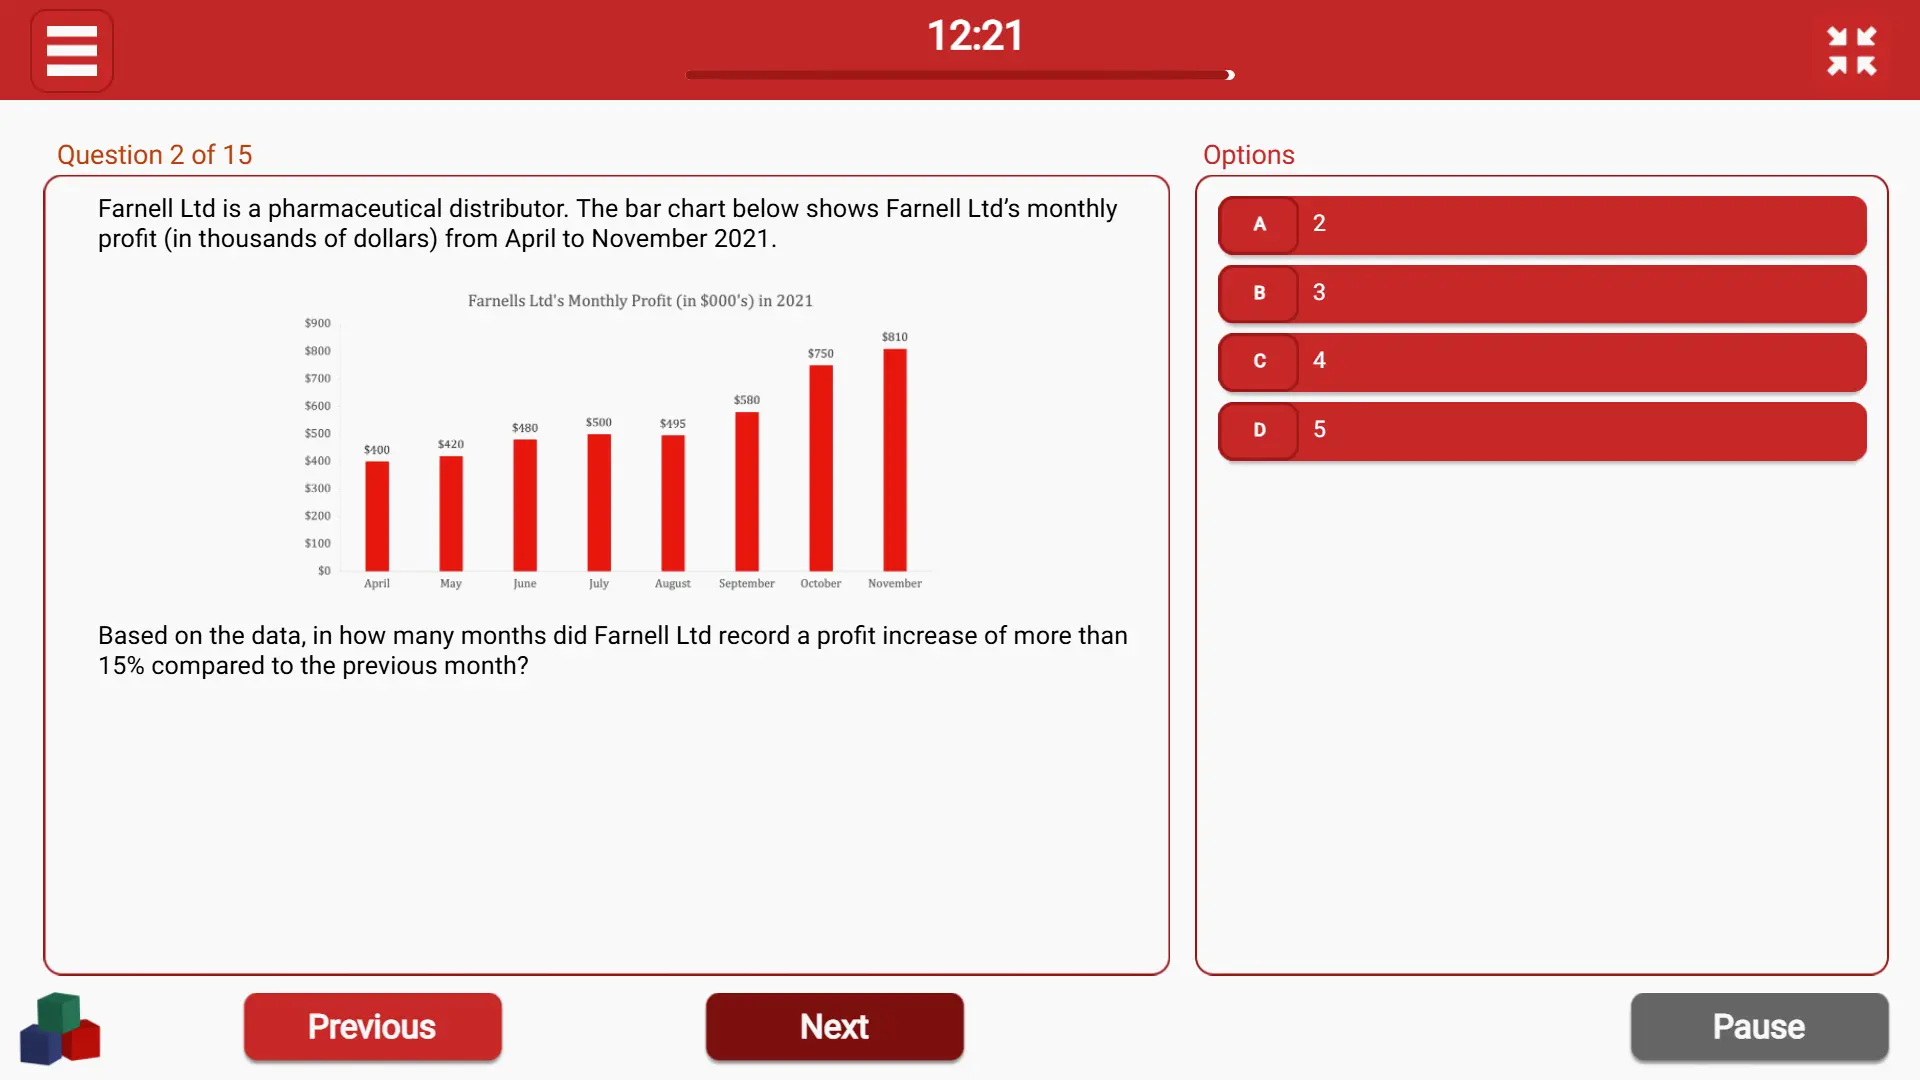 12:21
Question 2 of 15
Farnell Ltd is a pharmaceutical distributor. The bar chart below shows Farnell Ltd’s monthly
profit (in thousands of dollars) from April to November 2021.
Farnells Ltd's Monthly Profit (in $000's) in 2021
$900
$800
$700
$600
$500
$400
$300
$200
$100
$0
$400
$420
$480
$500
$495
$580
$750
$810
April
May
June
July
August
September
October
November
Based on the data, in how many months did Farnell Ltd record a profit increase of more than
15% compared to the previous month?
Options
A 2
B 3
C 4
D 5
Previous
Next
Pause